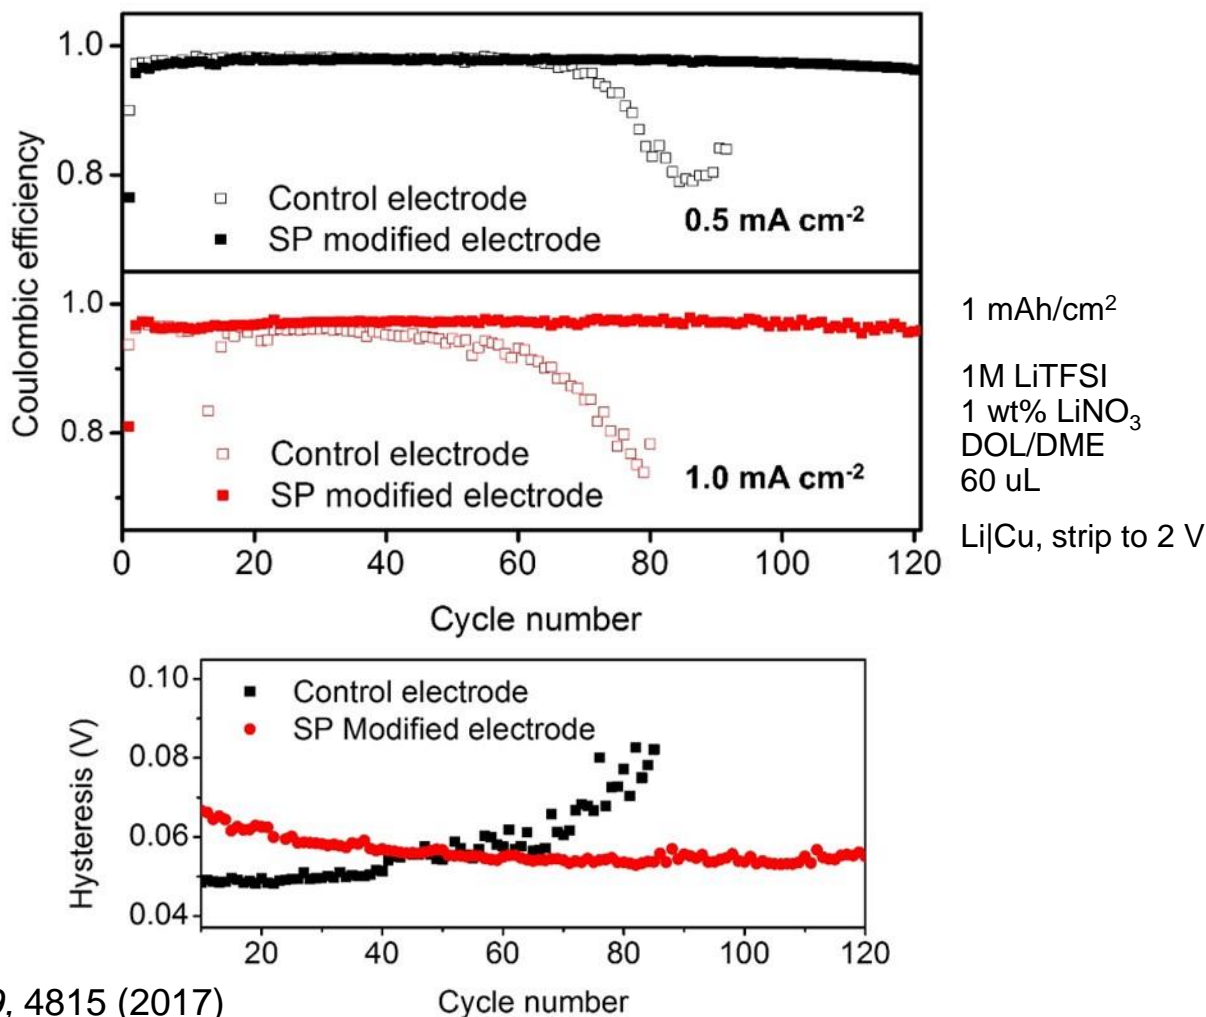 1.0
0.8
Control electrode
SP modified electrode
0.5 mA cm⁻²
1.0
0.8
Control electrode
SP modified electrode
1.0 mA cm⁻²
Coulombic efficiency
0 20 40 60 80 100 120
Cycle number
1 mAh/cm²
1M LiTFSI
1 wt% LiNO₃
DOL/DME
60 uL
Li|Cu, strip to 2 V
0.10
0.08
0.06
0.04
Control electrode
SP Modified electrode
Hysteresis (V)
20 40 60 80 100 120
Cycle number
, 4815 (2017)